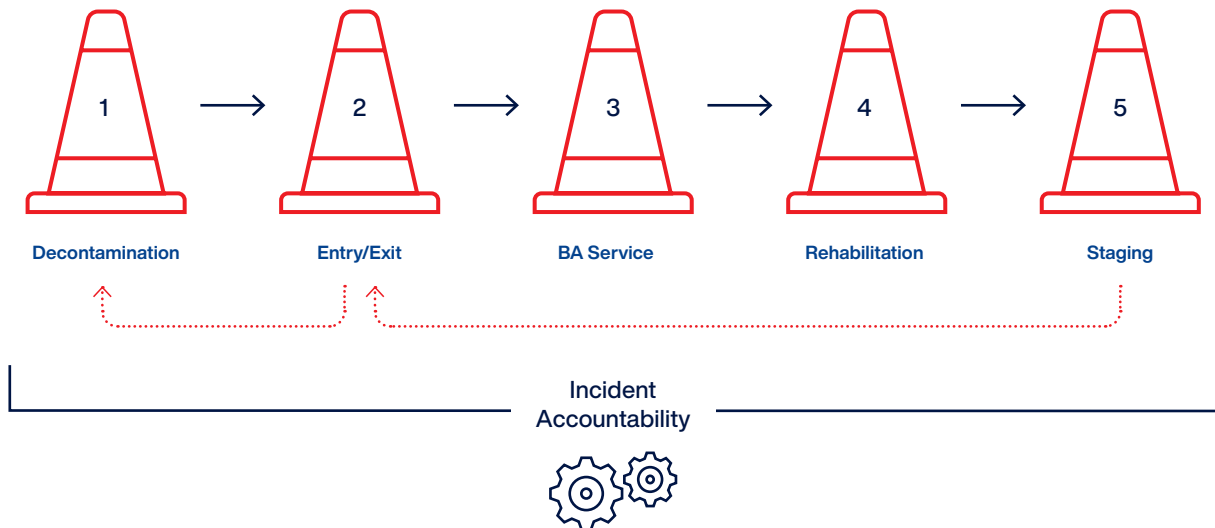 1
2
3
4
5
Decontamination
Entry/Exit
BA Service
Rehabilitation
Staging
Incident
Accountability